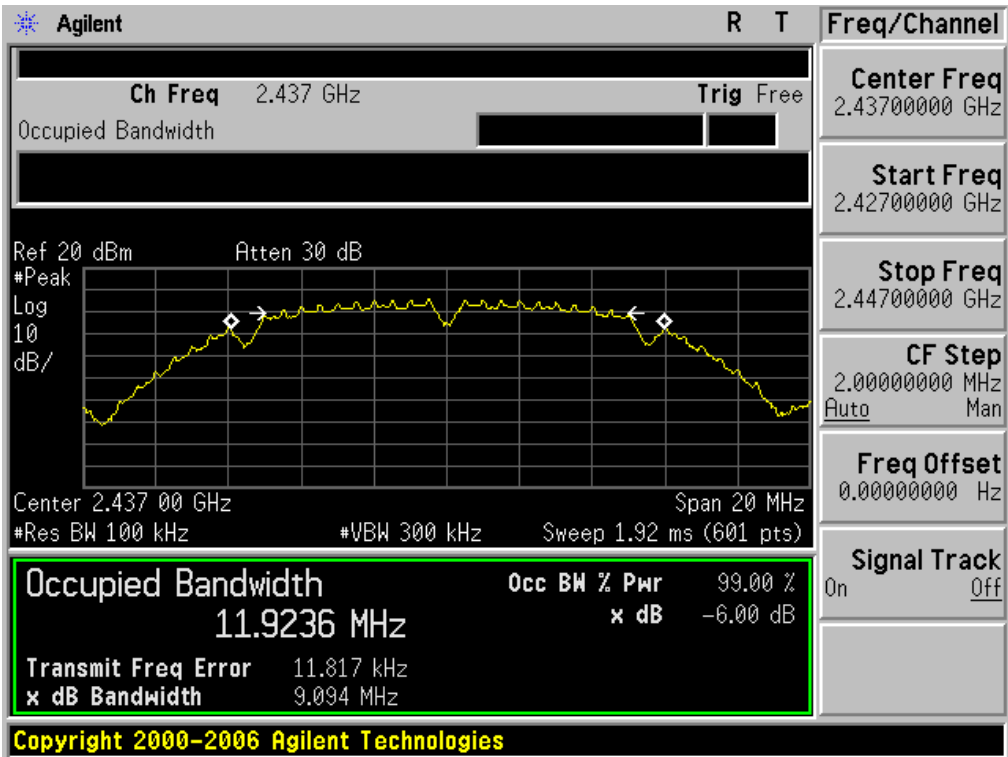 Agilent R T
Ch Freq 2.437 GHz Trig Free
Occupied Bandwidth
Ref 20 dBm Atten 30 dB
#Peak
Log
10
dB/
Center 2.437 00 GHz Span 20 MHz
#Res BW 100 kHz #VBW 300 kHz Sweep 1.92 ms (601 pts)
Occupied Bandwidth Occ BW % Pwr 99.00 %
11.9236 MHz x dB -6.00 dB
Transmit Freq Error 11.817 kHz
x dB Bandwidth 9.094 MHz
Copyright 2000-2006 Agilent Technologies
Freq/Channel
Center Freq
2.43700000 GHz
Start Freq
2.42700000 GHz
Stop Freq
2.44700000 GHz
CF Step
2.00000000 MHz
Auto Man
Freq Offset
0.00000000 Hz
Signal Track
On Off